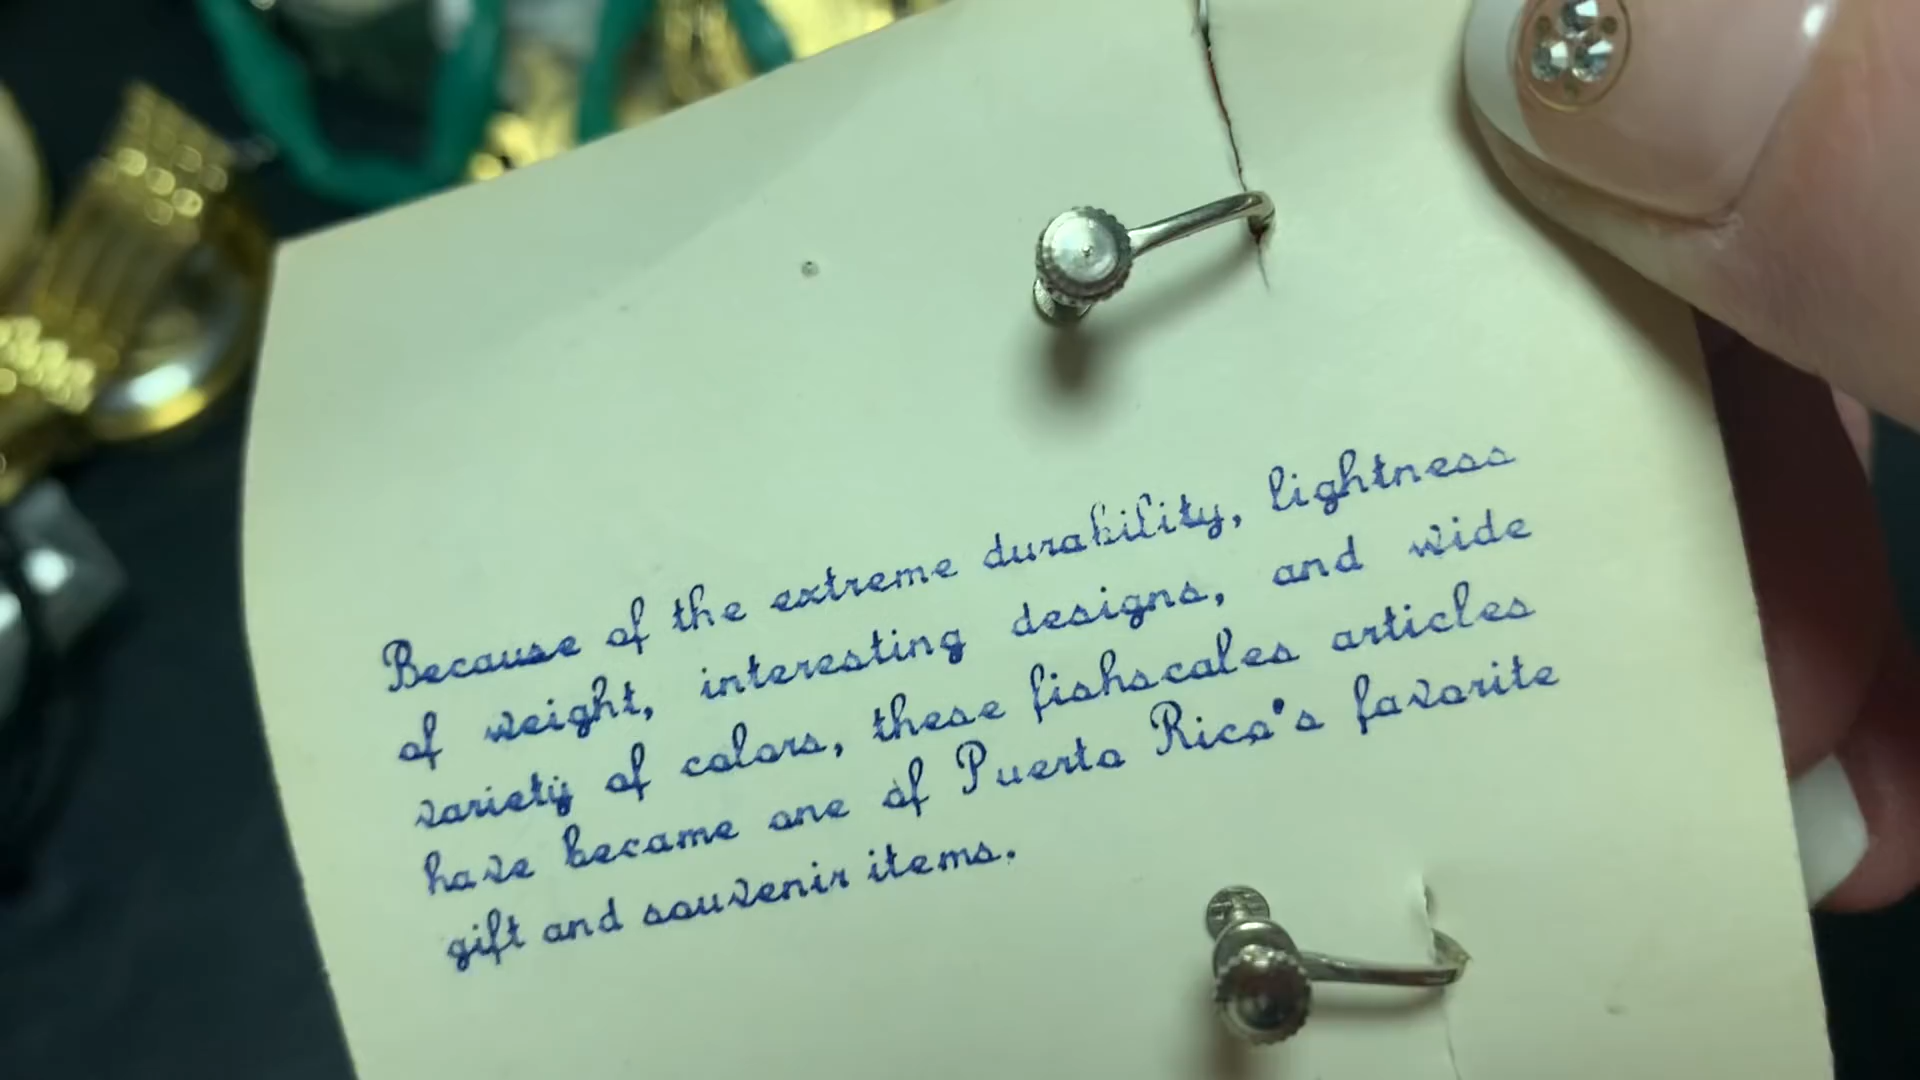 Because of the extreme durability, lightness
of weight, interesting designs, and wide
variety of colors, these fishscales articles
have became one of Puerto Rico's favorite
gift and souvenir items.